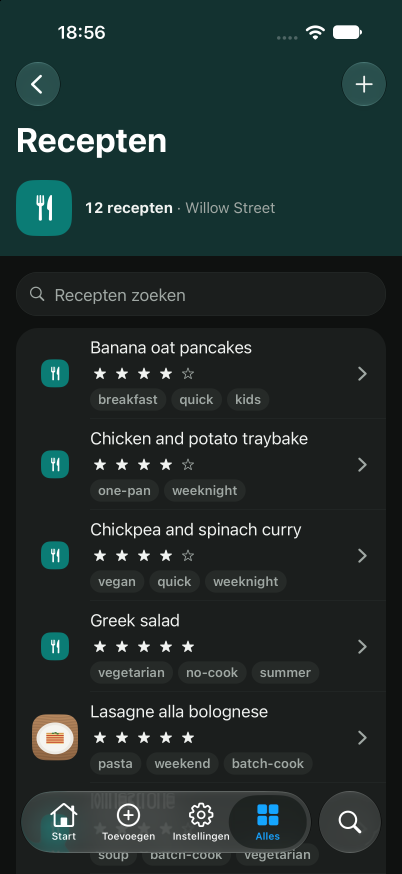 18:56
Recepten
12 recepten · Willow Street
Recepten zoeken
Banana oat pancakes
★ ★ ★ ★ ☆
breakfast quick kids
Chicken and potato traybake
★ ★ ★ ★ ☆
one-pan weeknight
Chickpea and spinach curry
★ ★ ★ ★ ☆
vegan quick weeknight
Greek salad
★ ★ ★ ★ ★
vegetarian no-cook summer
Lasagne alla bolognese
★ ★ ★ ★ ★
pasta weekend batch-cook
Start Toevoegen Instellingen Alles
soup batch-cook vegetarian